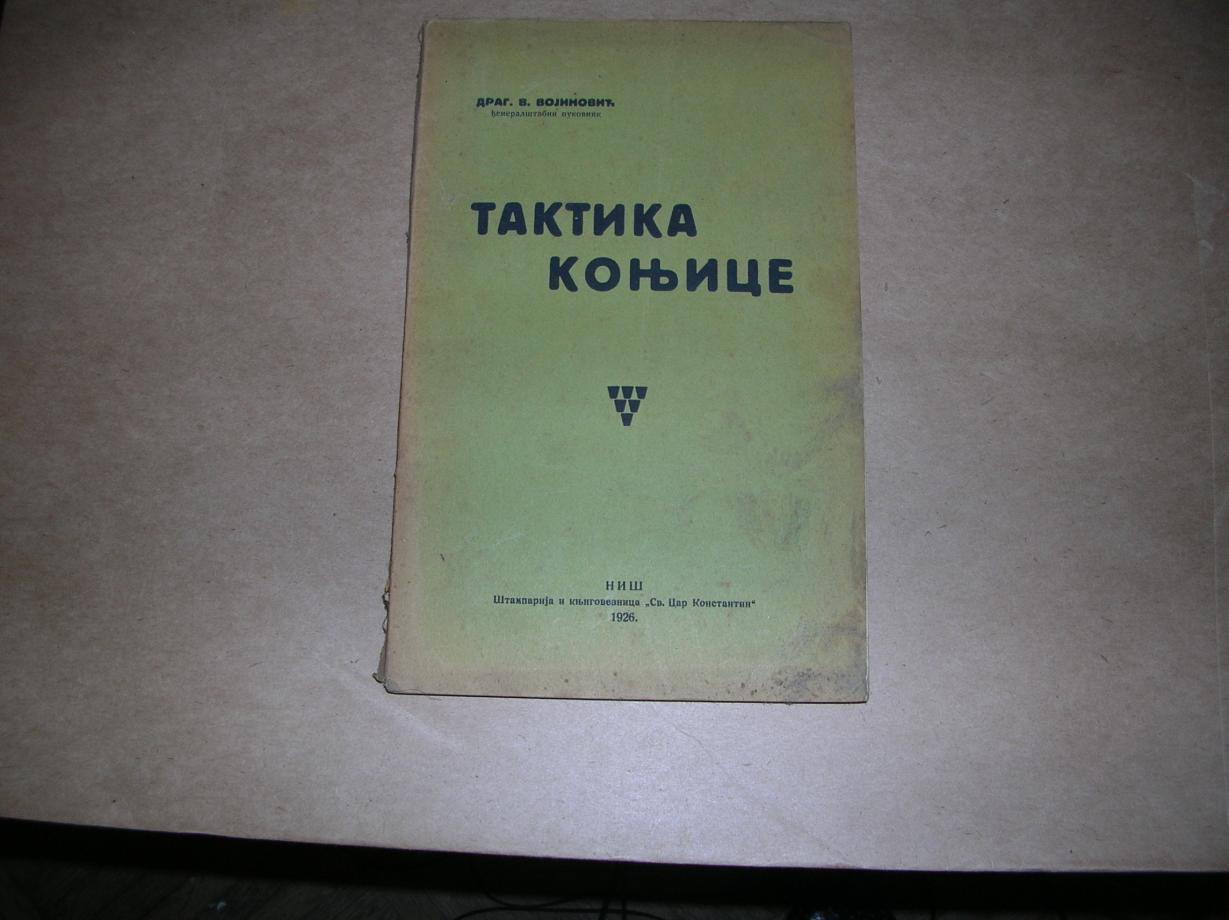 ДРАГ. В. ВОЈИНОВИЋ
ђенералштабни пуковник
ТАКТИКА
КОЊИЦЕ
НИШ
Штампарија и књиговезница „Св. Цар Константин“
1926.